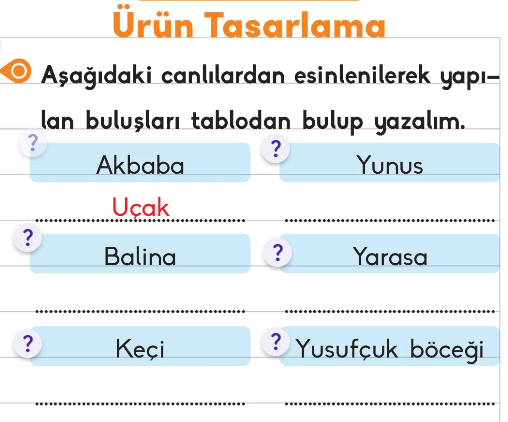 Ürün Tasarlama
Aşağıdaki canlılardan esinlenilerek yapı-
lan buluşları tablodan bulup yazalım.
? Akbaba
? Yunus
Uçak
? Balina
? Yarasa
? Keçi
? Yusufçuk böceği